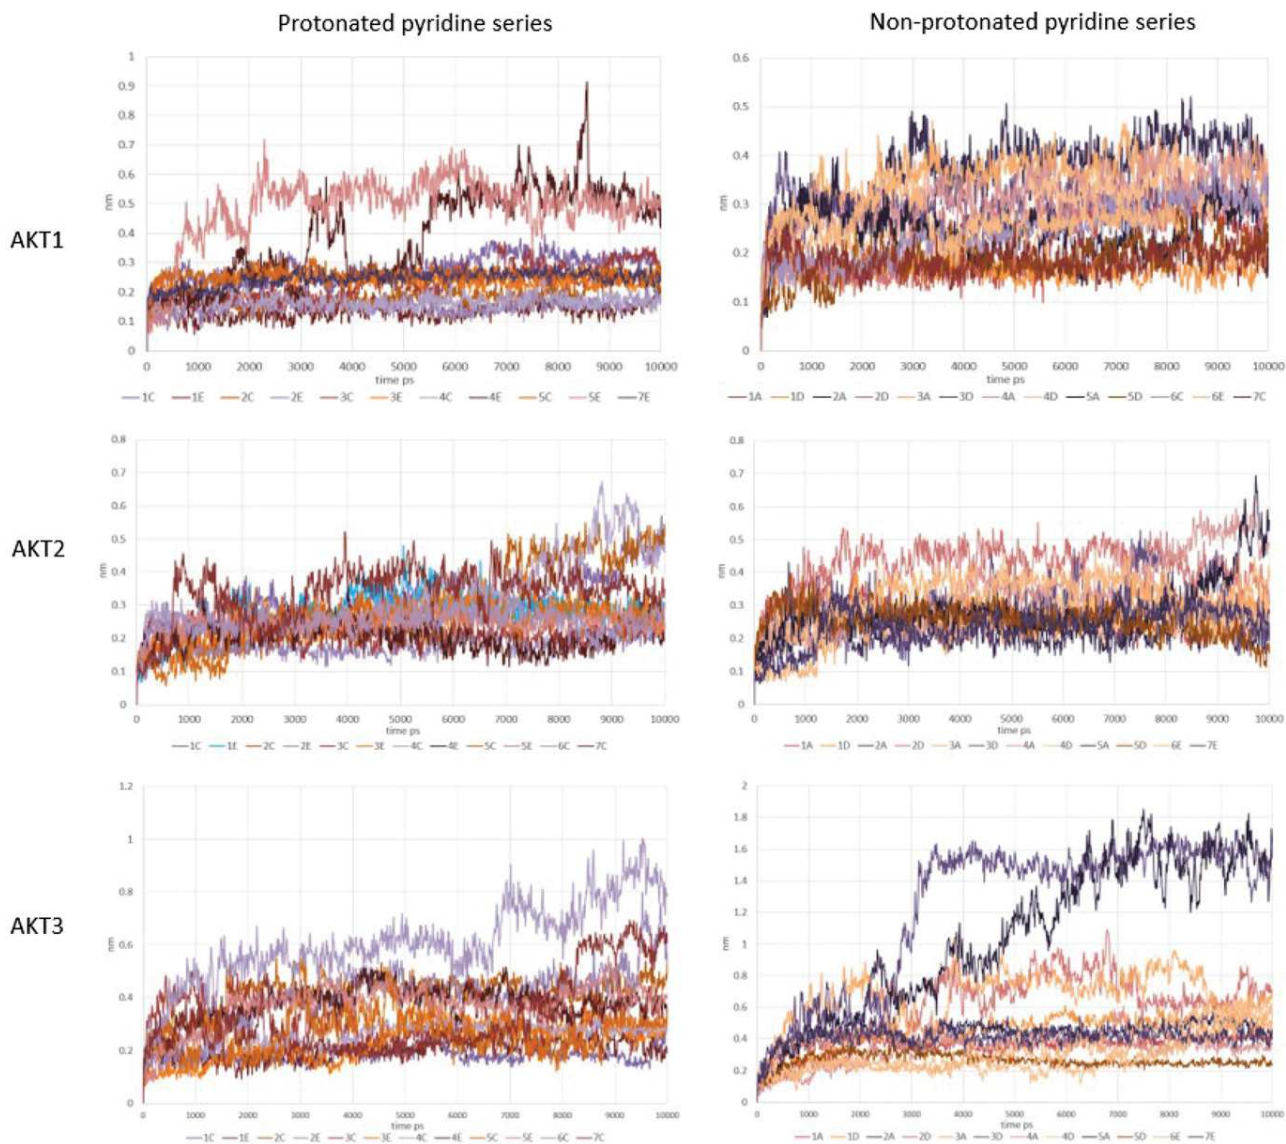 Protonated pyridine series
Non-protonated pyridine series
AKT1
1
0.9
0.8
0.7
0.6
0.5
0.4
0.3
0.2
0.1
0
nm
0 1000 2000 3000 4000 5000 6000 7000 8000 9000 10000
time ps
1C 1E 2C 2E 3C 3E 4C 4E 5C 5E 7E
0.6
0.5
0.4
0.3
0.2
0.1
0
nm
0 1000 2000 3000 4000 5000 6000 7000 8000 9000 10000
time ps
1A 1D 2A 2D 3A 3D 4A 4D 5A 5D 6C 6E 7C
AKT2
0.8
0.7
0.6
0.5
0.4
0.3
0.2
0.1
0
nm
0 1000 2000 3000 4000 5000 6000 7000 8000 9000 10000
time ps
1C 1E 2C 2E 3C 3E 4C 4E 5C 5E 6C 7C
0.8
0.7
0.6
0.5
0.4
0.3
0.2
0.1
0
nm
0 1000 2000 3000 4000 5000 6000 7000 8000 9000 10000
time ps
1A 1D 2A 2D 3A 3D 4A 4D 5A 5D 6E 7E
AKT3
1.2
1
0.8
0.6
0.4
0.2
0
nm
0 1000 2000 3000 4000 5000 6000 7000 8000 9000 10000
time ps
1C 1E 2C 2E 3C 3E 4C 4E 5C 5E 6C 7C
2
1.8
1.6
1.4
1.2
1
0.8
0.6
0.4
0.2
0
nm
0 1000 2000 3000 4000 5000 6000 7000 8000 9000 10000
time ps
1A 1D 2A 2D 3A 3D 4A 4D 5A 5D 6E 7E